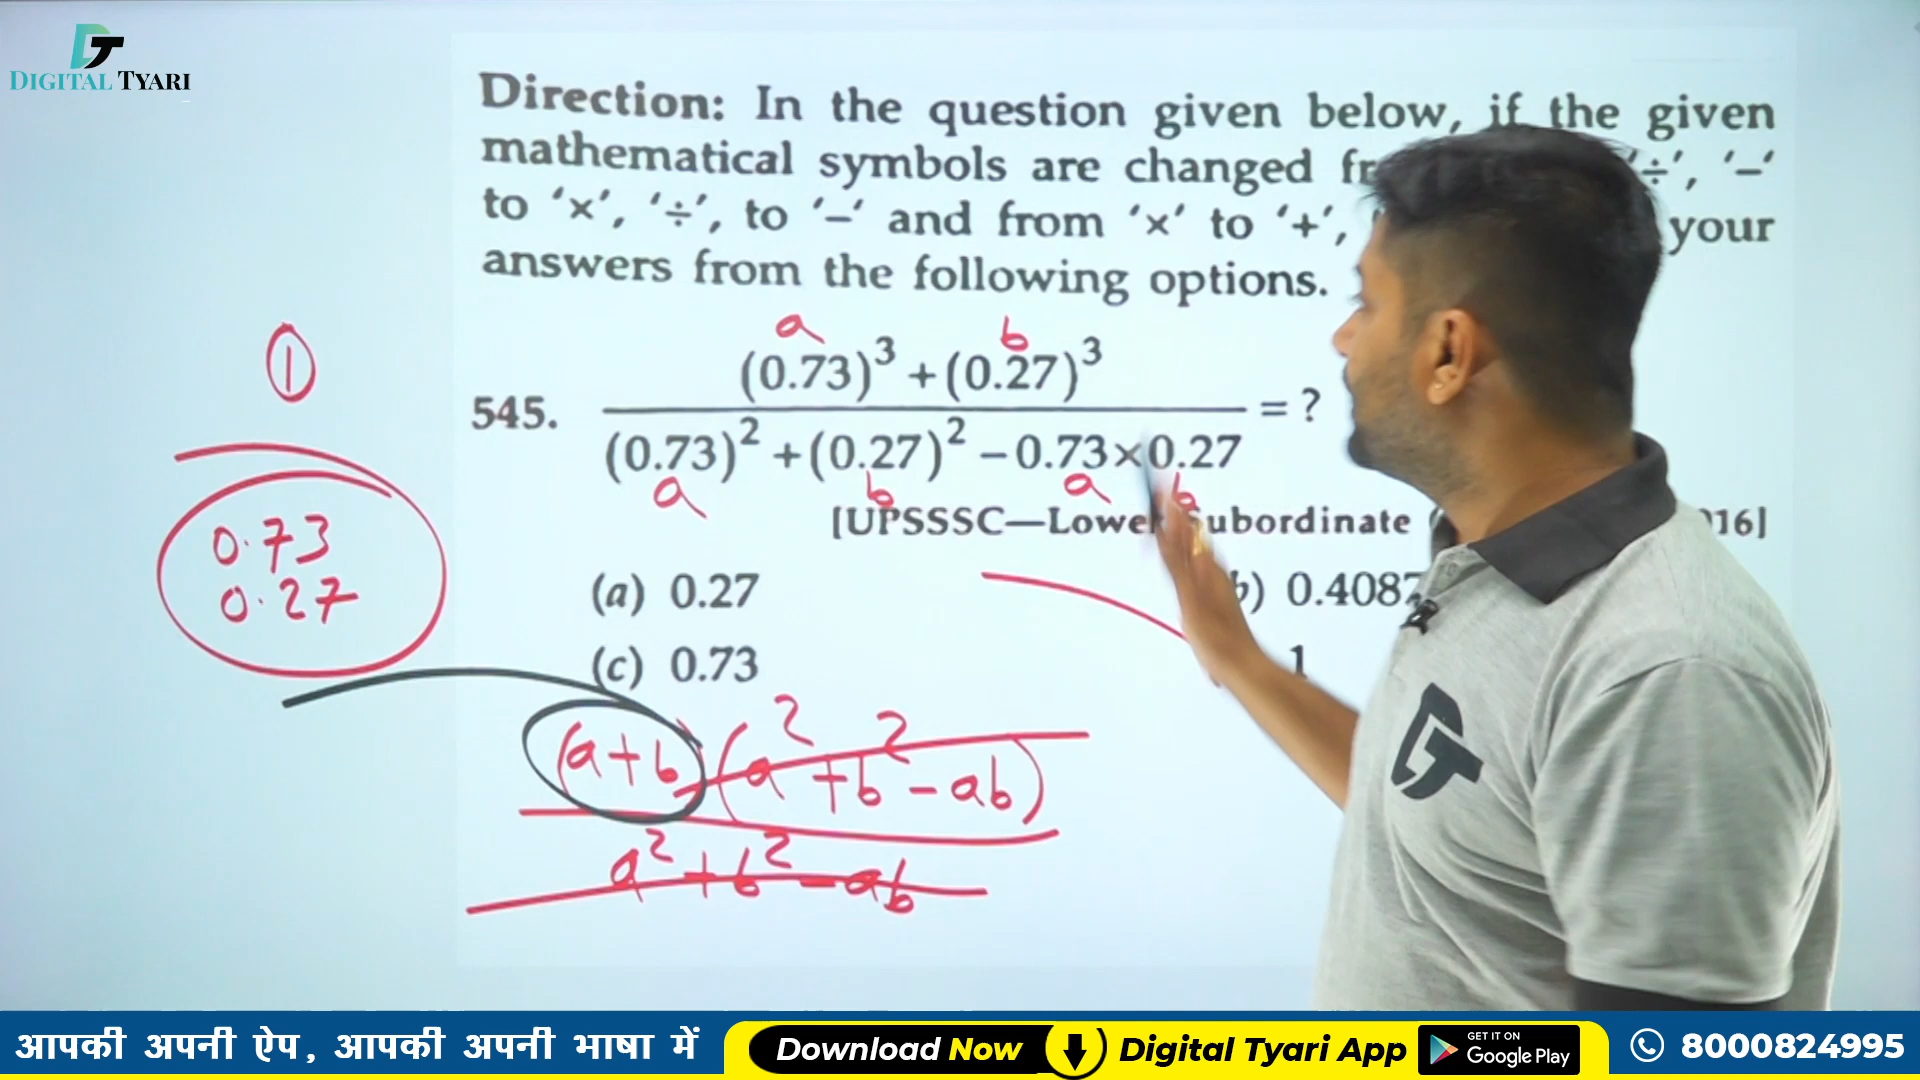 DIGITAL TYARI
Direction: In the question given below, if the given
mathematical symbols are changed ÷', '–'
to '×', '÷', to '–' and from '×' to '+', your
answers from the following options.
a b
(0.73)³ + (0.27)³
545. = ?
(0.73)² + (0.27)² – 0.73×0.27
a b a b
[UPSSSC—Lower Subordinate 16]
1
0.73
0.27
(a) 0.27 0.408
(c) 0.73 1
(a+b) (a² + b² – ab)
a² + b² – ab
आपकी अपनी ऐप, आपकी अपनी भाषा में
Download Now Digital Tyari App
GET IT ON
Google Play
8000824995